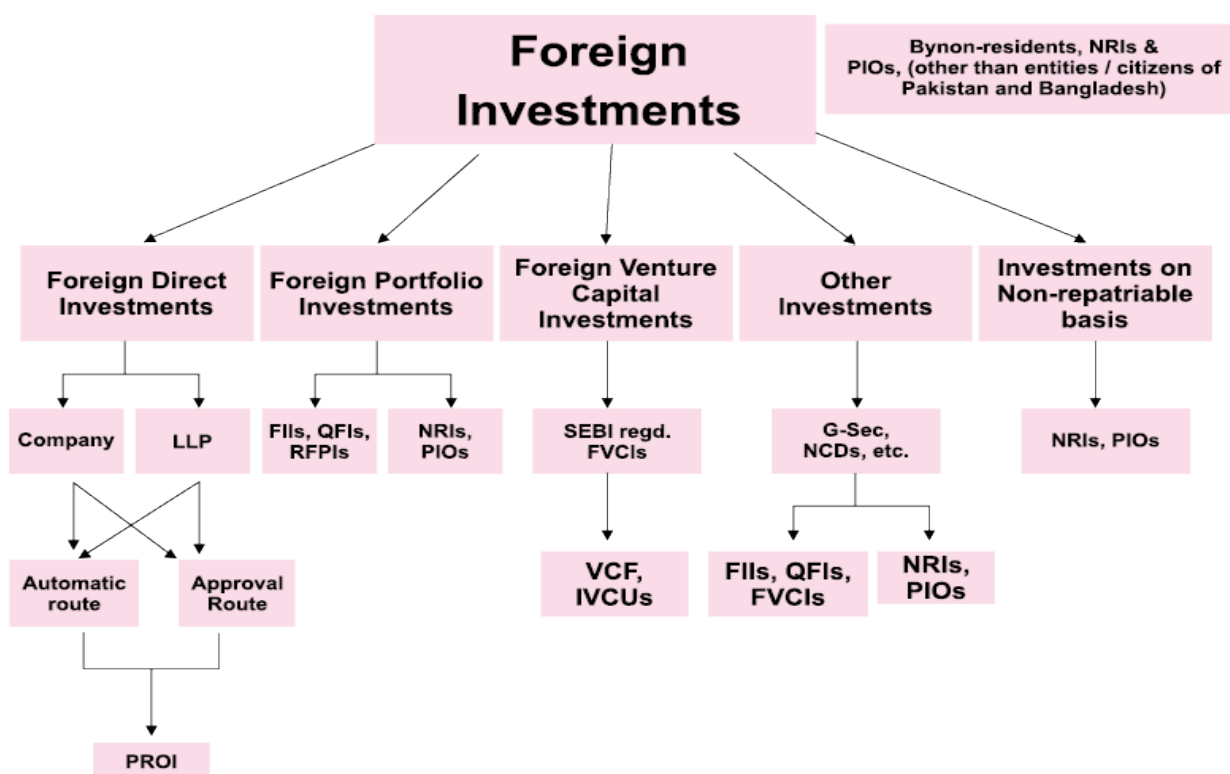 Foreign
Investments
Bynon-residents, NRIs &
PIOs, (other than entities / citizens of
Pakistan and Bangladesh)
Foreign Direct
Investments
Foreign Portfolio
Investments
Foreign Venture
Capital
Investments
Other
Investments
Investments on
Non-repatriable
basis
Company
LLP
FIIs, QFIs,
RFPIs
NRIs,
PIOs
SEBI regd.
FVCIs
G-Sec,
NCDs, etc.
NRIs, PIOs
Automatic
route
Approval
Route
VCF,
IVCUs
FIIs, QFIs,
FVCIs
NRIs,
PIOs
PROI